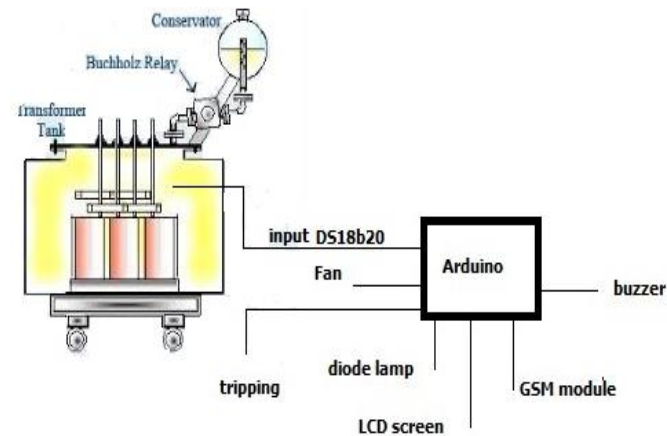 Conservator
Buchholz Relay
Transformer
Tank
input DS18b20
Fan
Arduino
buzzer
tripping
diode lamp
GSM module
LCD screen